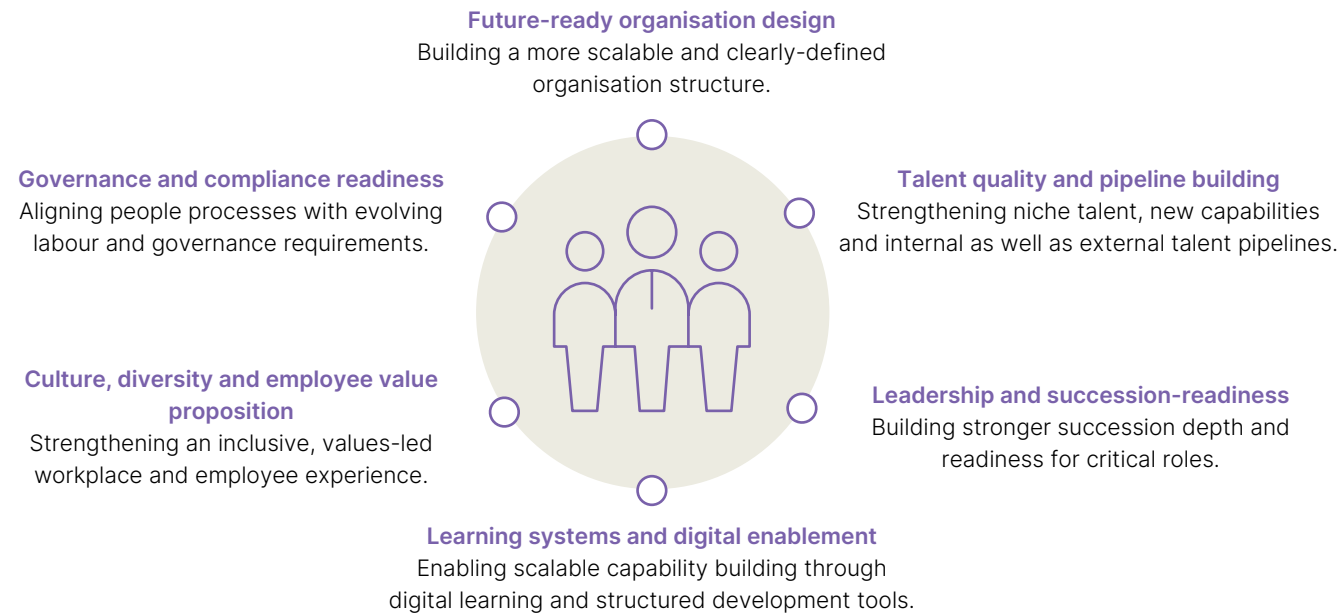 Future-ready organisation design
Building a more scalable and clearly-defined
organisation structure.
Governance and compliance readiness
Aligning people processes with evolving
labour and governance requirements.
Talent quality and pipeline building
Strengthening niche talent, new capabilities
and internal as well as external talent pipelines.
Culture, diversity and employee value
proposition
Strengthening an inclusive, values-led
workplace and employee experience.
Leadership and succession-readiness
Building stronger succession depth and
readiness for critical roles.
Learning systems and digital enablement
Enabling scalable capability building through
digital learning and structured development tools.